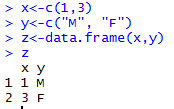 > x<-c(1,3)
> y<-c("M", "F")
> z<-data.frame(x,y)
> z
  x y
1 1 M
2 3 F